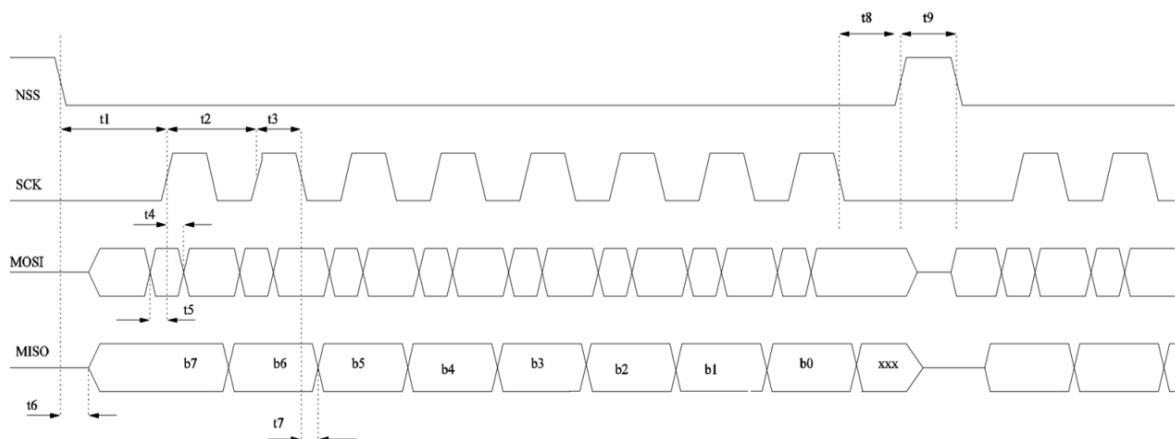 t8 t9
NSS
t1 t2 t3
SCK
t4
MOSI
t5
MISO b7 b6 b5 b4 b3 b2 b1 b0 xxx
t6
t7